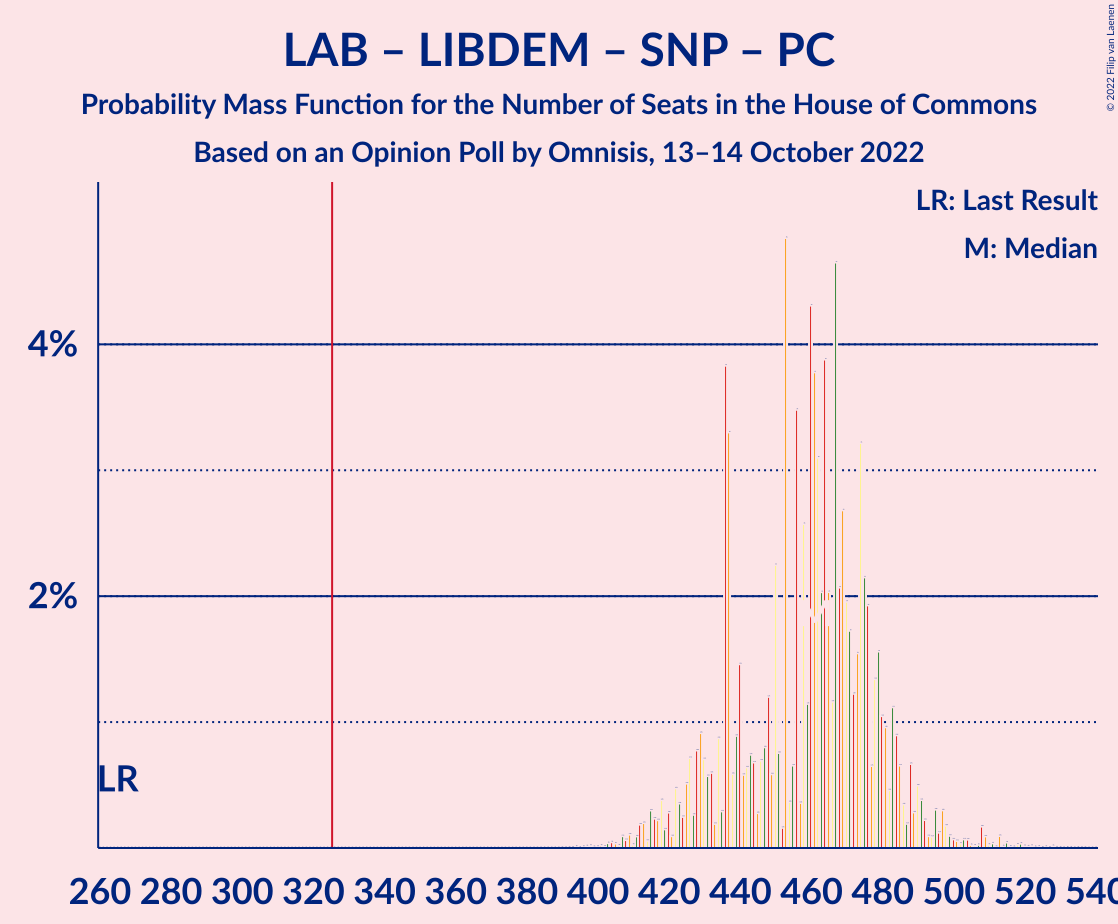 LAB – LIBDEM – SNP – PC
Probability Mass Function for the Number of Seats in the House of Commons
Based on an Opinion Poll by Omnisis, 13–14 October 2022
© 2022 Filip van Laenen
LR: Last Result
M: Median
4%
2%
LR
260 280 300 320 340 360 380 400 420 440 460 480 500 520 540